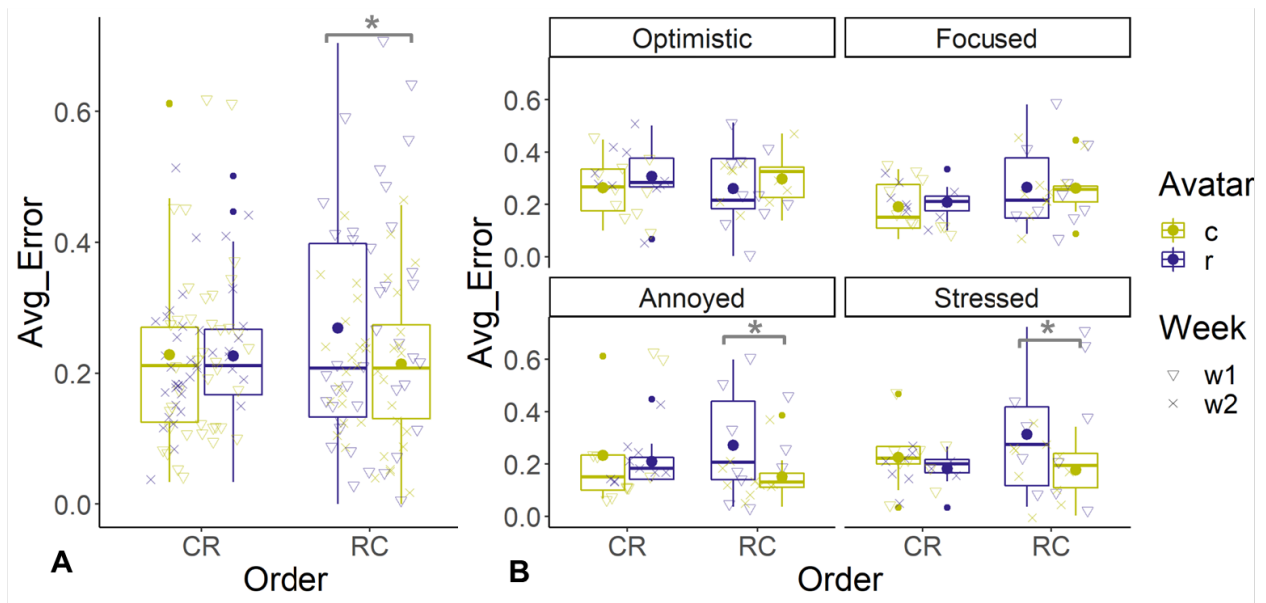 Avg_Error
0.6
0.4
0.2
0.0
*
CR
RC
Order
A
Avg_Error
Optimistic
Focused
0.6
0.4
0.2
0.0
Annoyed
Stressed
0.6
0.4
0.2
0.0
*
*
CR
RC
CR
RC
Order
B
Avatar
c
r
Week
w1
w2